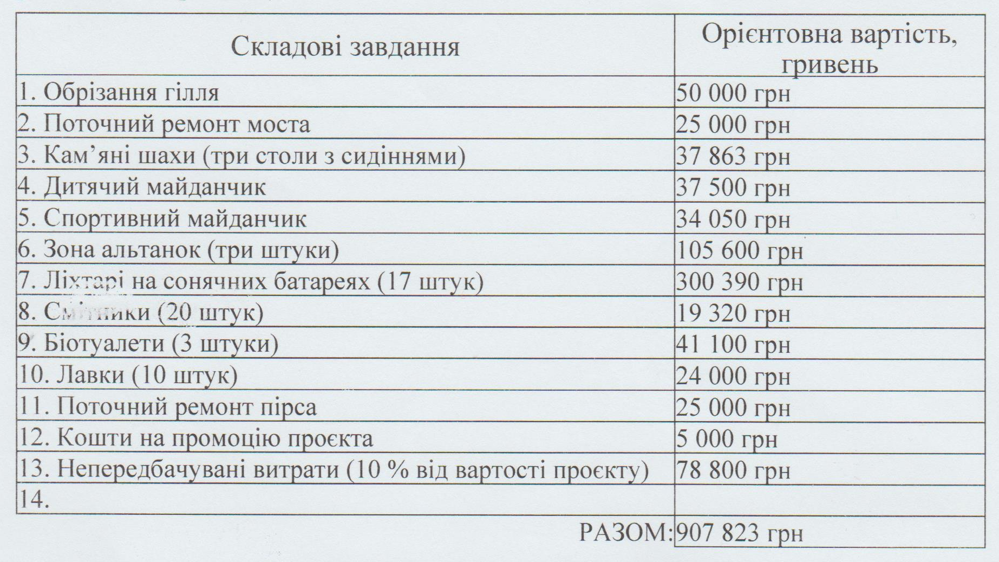 Складові завдання
Орієнтовна вартість,
гривень
1. Обрізання гілля 50 000 грн
2. Поточний ремонт моста 25 000 грн
3. Кам’яні шахи (три столи з сидіннями) 37 863 грн
4. Дитячий майданчик 37 500 грн
5. Спортивний майданчик 34 050 грн
6. Зона альтанок (три штуки) 105 600 грн
7. Ліхтарі на сонячних батареях (17 штук) 300 390 грн
8. Смітники (20 штук) 19 320 грн
9. Біотуалети (3 штуки) 41 100 грн
10. Лавки (10 штук) 24 000 грн
11. Поточний ремонт пірса 25 000 грн
12. Кошти на промоцію проєкта 5 000 грн
13. Непередбачувані витрати (10 % від вартості проєкту) 78 800 грн
14.
РАЗОМ: 907 823 грн